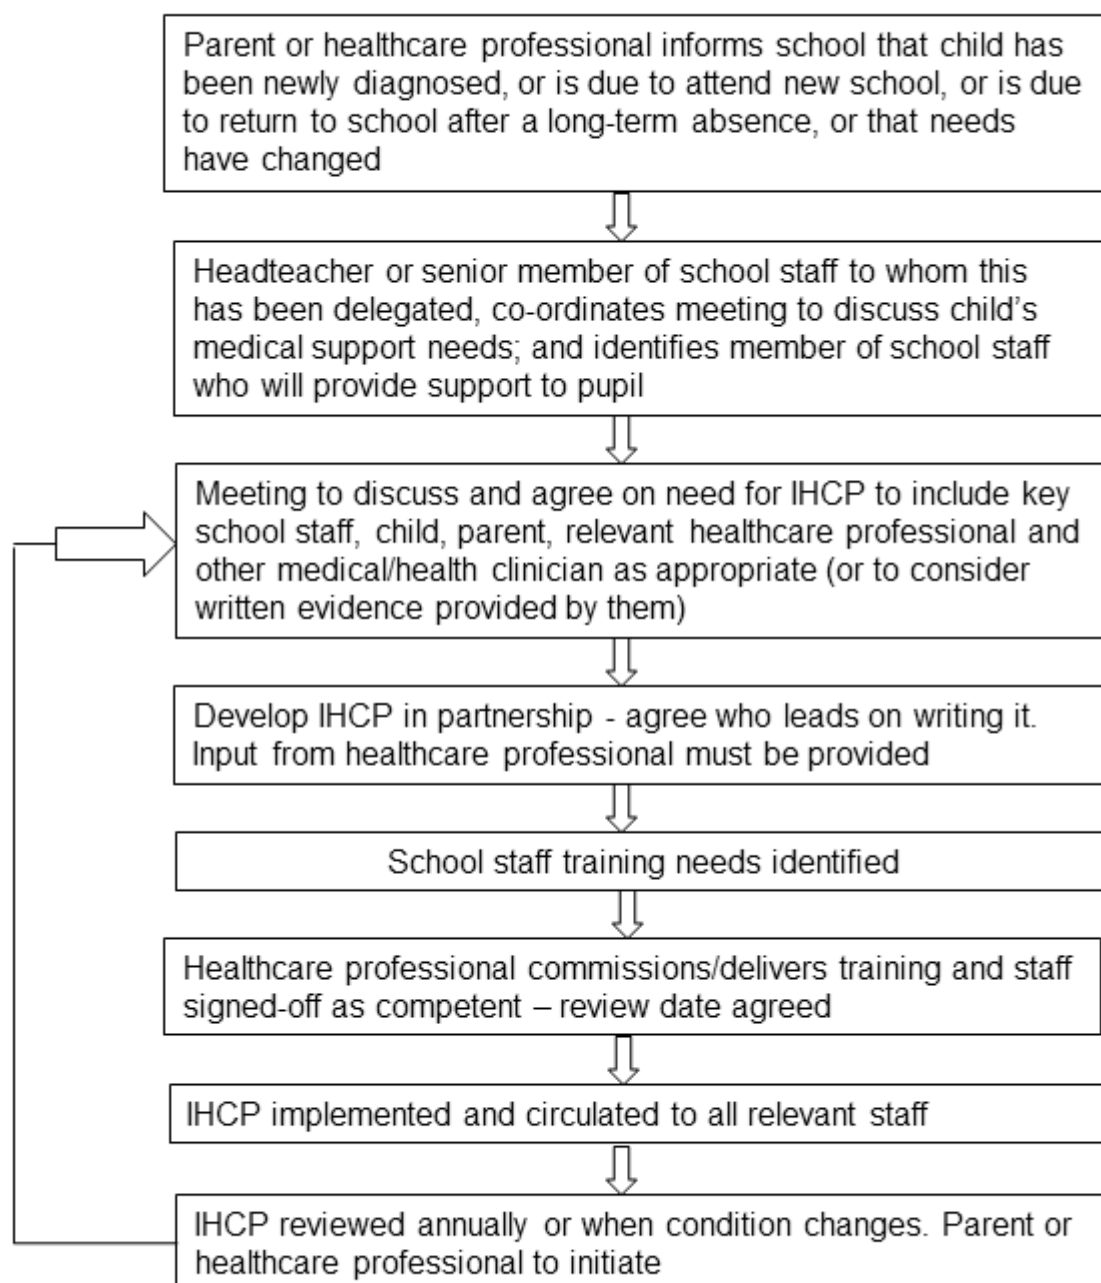 Parent or healthcare professional informs school that child has
been newly diagnosed, or is due to attend new school, or is due
to return to school after a long-term absence, or that needs
have changed
Headteacher or senior member of school staff to whom this
has been delegated, co-ordinates meeting to discuss child's
medical support needs; and identifies member of school staff
who will provide support to pupil
Meeting to discuss and agree on need for IHCP to include key
school staff, child, parent, relevant healthcare professional and
other medical/health clinician as appropriate (or to consider
written evidence provided by them)
Develop IHCP in partnership - agree who leads on writing it.
Input from healthcare professional must be provided
School staff training needs identified
Healthcare professional commissions/delivers training and staff
signed-off as competent – review date agreed
IHCP implemented and circulated to all relevant staff
IHCP reviewed annually or when condition changes. Parent or
healthcare professional to initiate